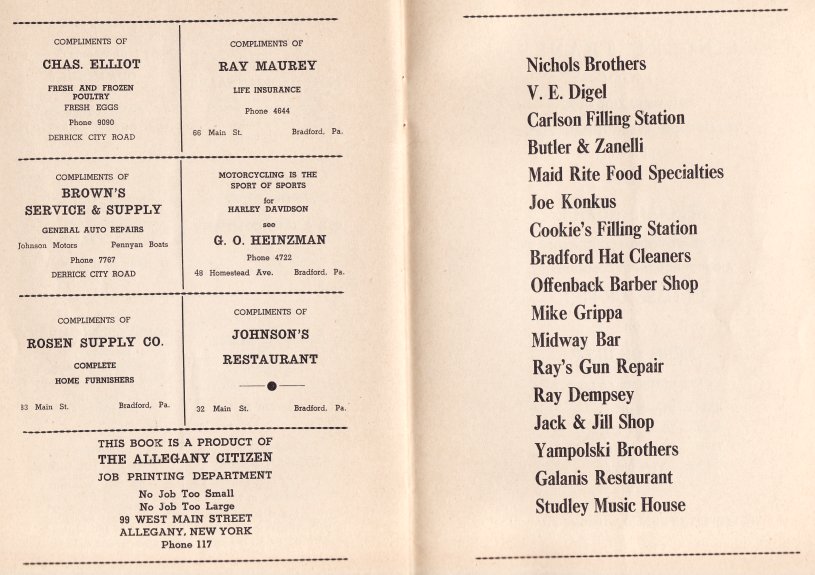 COMPLIMENTS OF
CHAS. ELLIOT
FRESH AND FROZEN
POULTRY
FRESH EGGS
Phone 9090
DERRICK CITY ROAD
COMPLIMENTS OF
RAY MAUREY
LIFE INSURANCE
Phone 4644
66 Main St. Bradford, Pa.
COMPLIMENTS OF
BROWN'S
SERVICE & SUPPLY
GENERAL AUTO REPAIRS
Johnson Motors Pennyan Boats
Phone 7767
DERRICK CITY ROAD
MOTORCYCLING IS THE
SPORT OF SPORTS
for
HARLEY DAVIDSON
see
G. O. HEINZMAN
Phone 4722
48 Homestead Ave. Bradford, Pa.
COMPLIMENTS OF
ROSEN SUPPLY CO.
COMPLETE
HOME FURNISHERS
Main St. Bradford, Pa.
COMPLIMENTS OF
JOHNSON'S
RESTAURANT
32 Main St. Bradford, Pa.
THIS BOOK IS A PRODUCT OF
THE ALLEGANY CITIZEN
JOB PRINTING DEPARTMENT
No Job Too Small
No Job Too Large
99 WEST MAIN STREET
ALLEGANY, NEW YORK
Phone 117
Nichols Brothers
V. E. Digel
Carlson Filling Station
Butler & Zanelli
Maid Rite Food Specialties
Joe Konkus
Cookie's Filling Station
Bradford Hat Cleaners
Offenback Barber Shop
Mike Grippa
Midway Bar
Ray's Gun Repair
Ray Dempsey
Jack & Jill Shop
Yampolski Brothers
Galanis Restaurant
Studley Music House